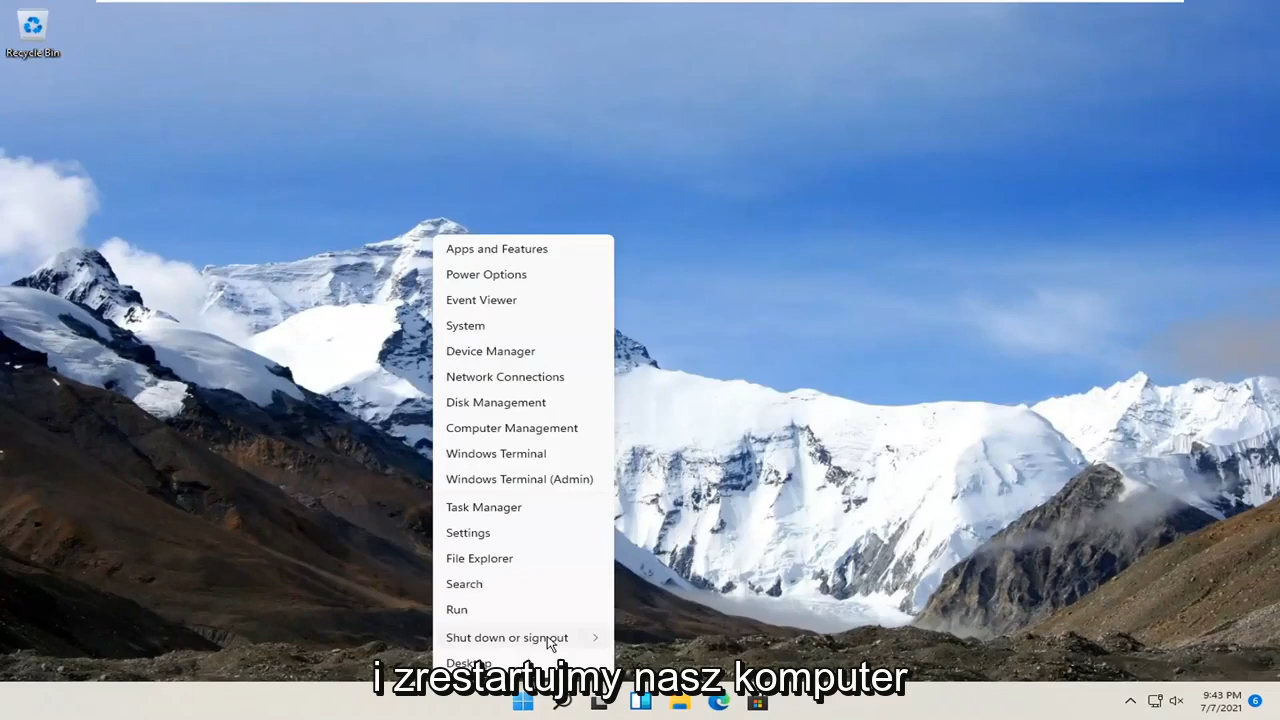 Recycle Bin
Apps and Features
Power Options
Event Viewer
System
Device Manager
Network Connections
Disk Management
Computer Management
Windows Terminal
Windows Terminal (Admin)
Task Manager
Settings
File Explorer
Search
Run
Shut down or sign out
Desktop
i zrestartujmy nasz komputer
9:43 PM
7/7/2021
6